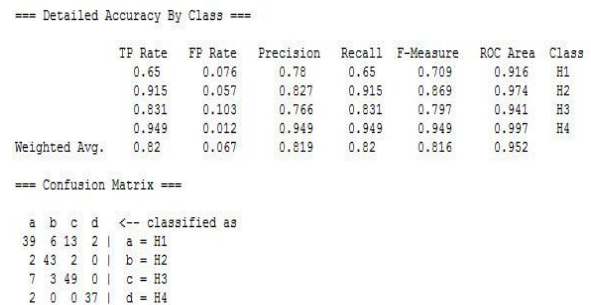 === Detailed Accuracy By Class ===
TP Rate FP Rate Precision Recall F-Measure ROC Area Class
0.65 0.076 0.78 0.65 0.709 0.916 H1
0.915 0.057 0.827 0.915 0.869 0.974 H2
0.831 0.103 0.766 0.831 0.797 0.941 H3
0.949 0.012 0.949 0.949 0.949 0.997 H4
Weighted Avg. 0.82 0.067 0.819 0.82 0.816 0.952
=== Confusion Matrix ===
a b c d <-- classified as
39 6 13 2 | a = H1
2 43 2 0 | b = H2
7 3 49 0 | c = H3
2 0 0 37 | d = H4